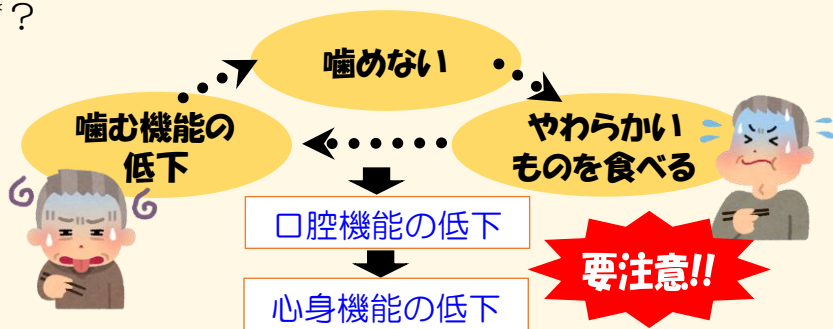 ?
噛めない
噛む機能の
低下
やわらかい
ものを食べる
口腔機能の低下
要注意!!
心身機能の低下